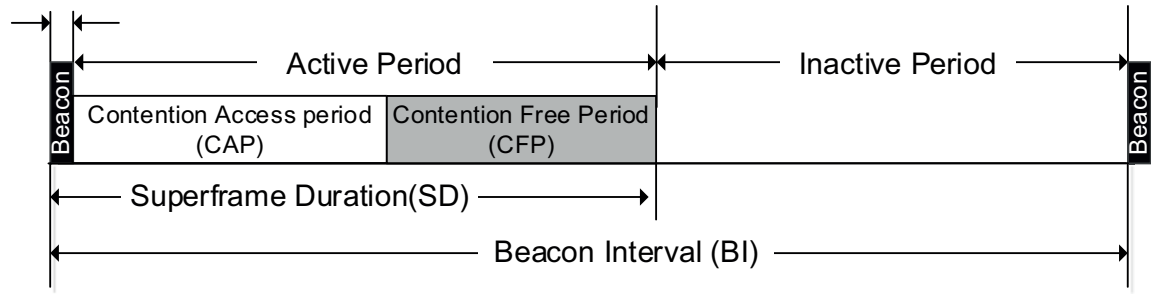 Active Period
Inactive Period
Beacon
Contention Access period
(CAP)
Contention Free Period
(CFP)
Beacon
Superframe Duration(SD)
Beacon Interval (BI)